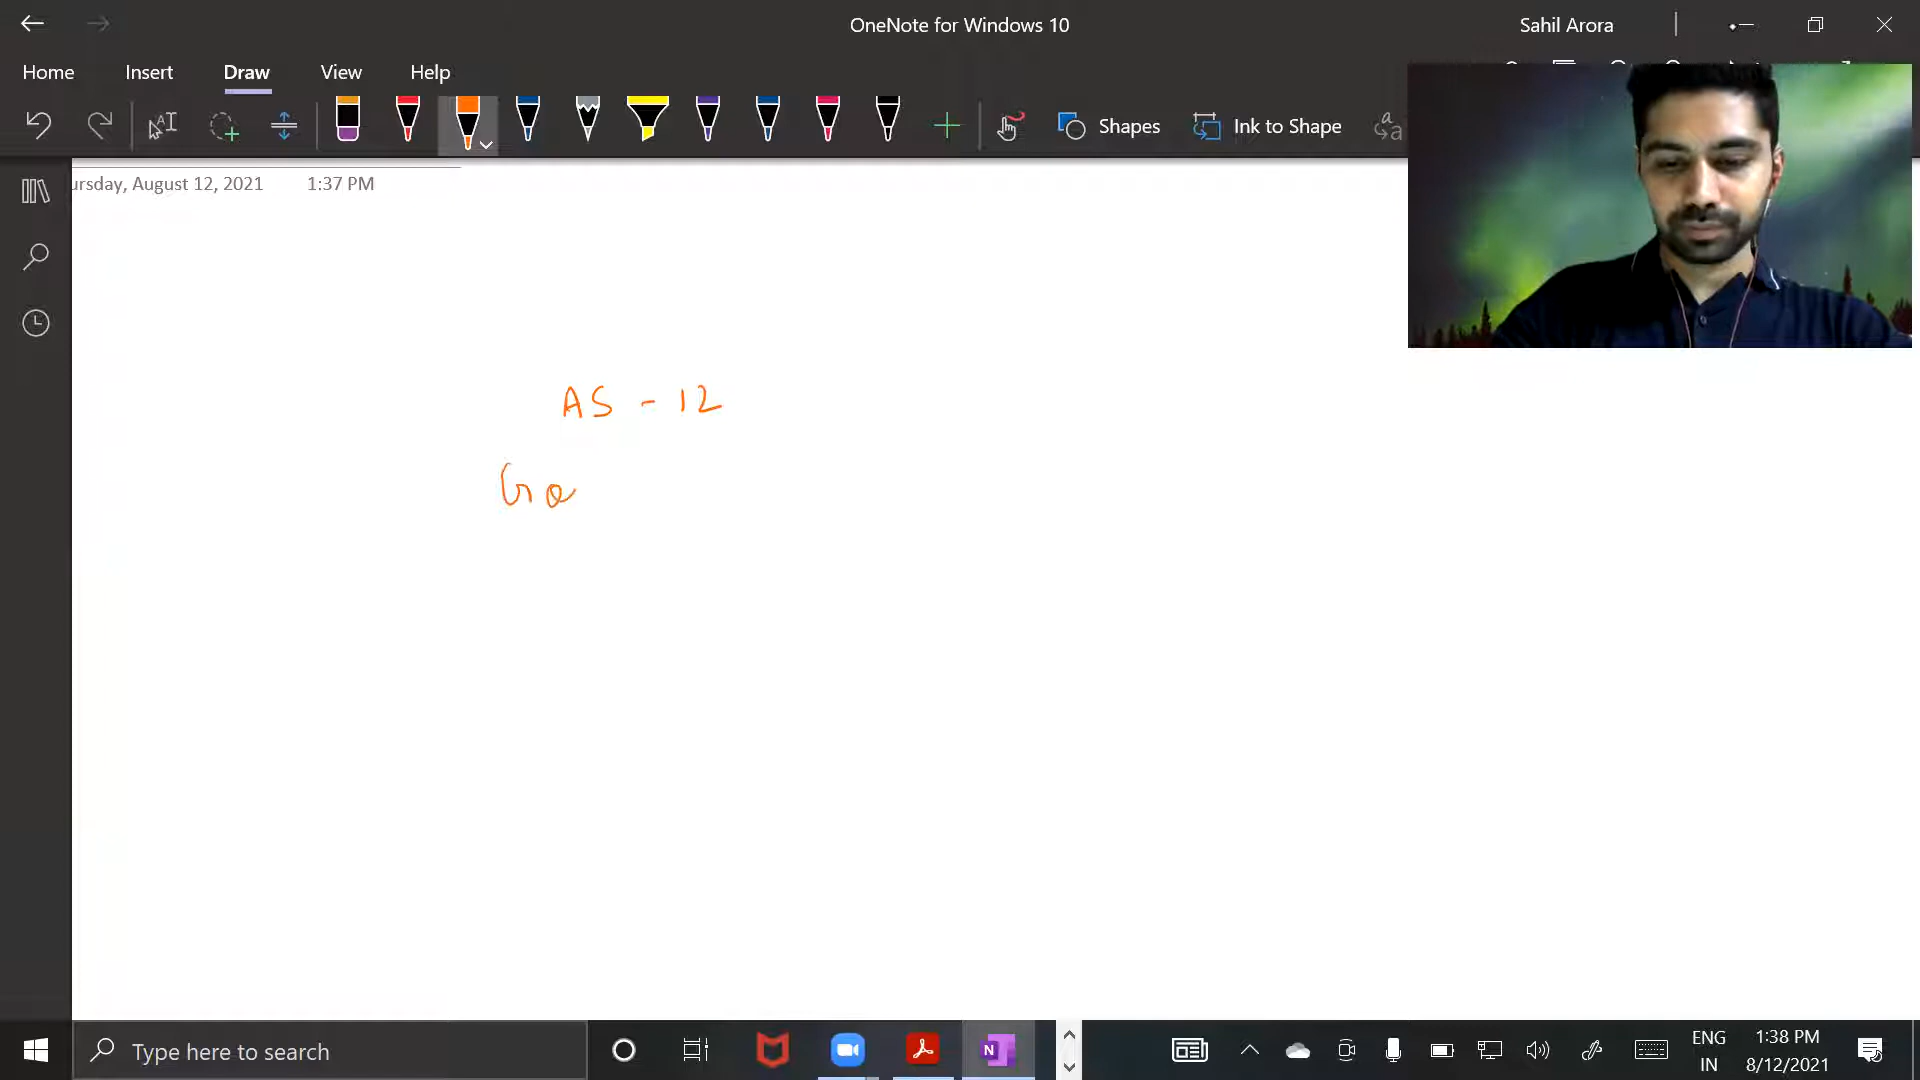 OneNote for Windows 10
Sahil Arora
Home Insert Draw View Help
Shapes Ink to Shape
ursday, August 12, 2021 1:37 PM
AS - 12
Go
Type here to search
ENG
IN
1:38 PM
8/12/2021